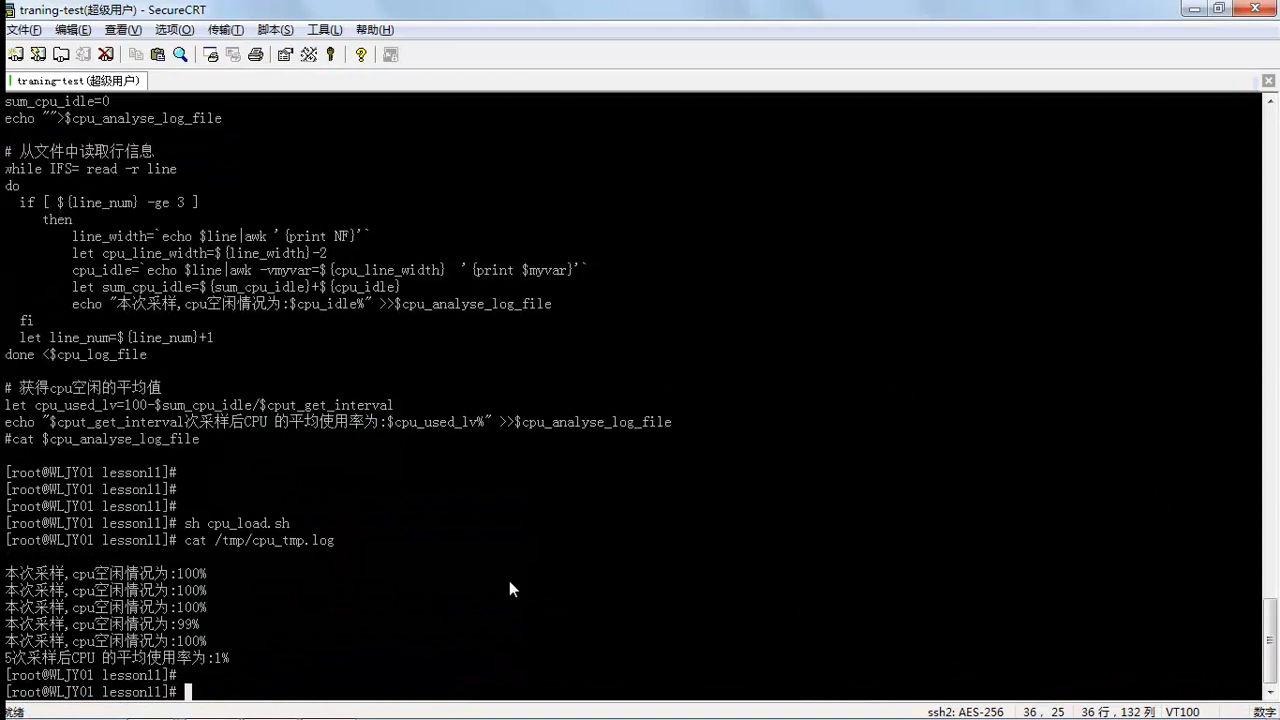 traning-test(超级用户) - SecureCRT
文件(F) 编辑(E) 查看(V) 选项(O) 传输(T) 脚本(S) 工具(L) 帮助(H)
traning-test(超级用户)
sum_cpu_idle=0
echo "">$cpu_analyse_log_file
# 从文件中读取行信息
while IFS= read -r line
do
if [ ${line_num} -ge 3 ]
then
line_width=`echo $line|awk '{print NF}'`
let cpu_line_width=${line_width}-2
cpu_idle=`echo $line|awk -vmyvar=${cpu_line_width}  '{print $myvar}'`
let sum_cpu_idle=${sum_cpu_idle}+${cpu_idle}
echo "本次采样,cpu空闲情况为:$cpu_idle%" >>$cpu_analyse_log_file
fi
let line_num=${line_num}+1
done <$cpu_log_file
# 获得cpu空闲的平均值
let cpu_used_lv=100-$sum_cpu_idle/$cput_get_interval
echo "$cput_get_interval次采样后CPU 的平均使用率为:$cpu_used_lv%" >>$cpu_analyse_log_file
#cat $cpu_analyse_log_file
[root@WLJY01 lesson11]#
[root@WLJY01 lesson11]#
[root@WLJY01 lesson11]#
[root@WLJY01 lesson11]# sh cpu_load.sh
[root@WLJY01 lesson11]# cat /tmp/cpu_tmp.log
本次采样,cpu空闲情况为:100%
本次采样,cpu空闲情况为:100%
本次采样,cpu空闲情况为:100%
本次采样,cpu空闲情况为:99%
本次采样,cpu空闲情况为:100%
5次采样后CPU 的平均使用率为:1%
[root@WLJY01 lesson11]#
[root@WLJY01 lesson11]#
就绪 ssh2: AES-256 36, 25 36 行, 132 列 VT100 数字